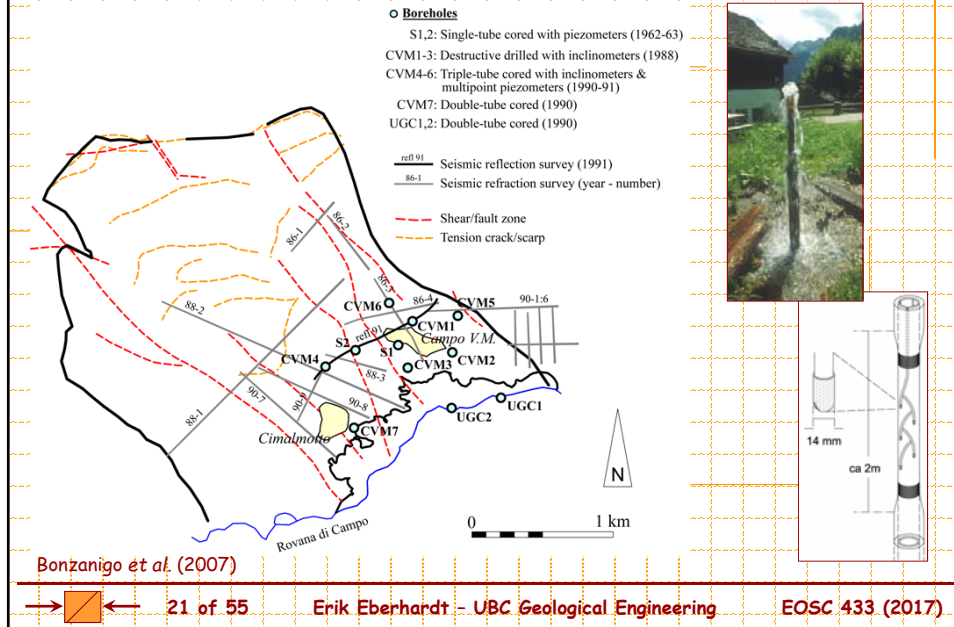 Boreholes
S1,2: Single-tube cored with piezometers (1962-63)
CVM1-3: Destructive drilled with inclinometers (1988)
CVM4-6: Triple-tube cored with inclinometers &
multipoint piezometers (1990-91)
CVM7: Double-tube cored (1990)
UGC1,2: Double-tube cored (1990)
refl 91 Seismic reflection survey (1991)
86-1 Seismic refraction survey (year - number)
Shear/fault zone
Tension crack/scarp
86-1
86-2
86-3
88-2
CVM6
86-4
CVM5
90-1:6
CVM1
refl 91
Campo V.M.
S2
S1
CVM2
CVM4
CVM3
88-3
90-7
90-9
90-8
88-1
UGC1
UGC2
Cimalmotto
CVM7
N
Rovana di Campo
0 1 km
14 mm
ca 2m
Bonzanigo et al. (2007)
21 of 55 Erik Eberhardt – UBC Geological Engineering EOSC 433 (2017)